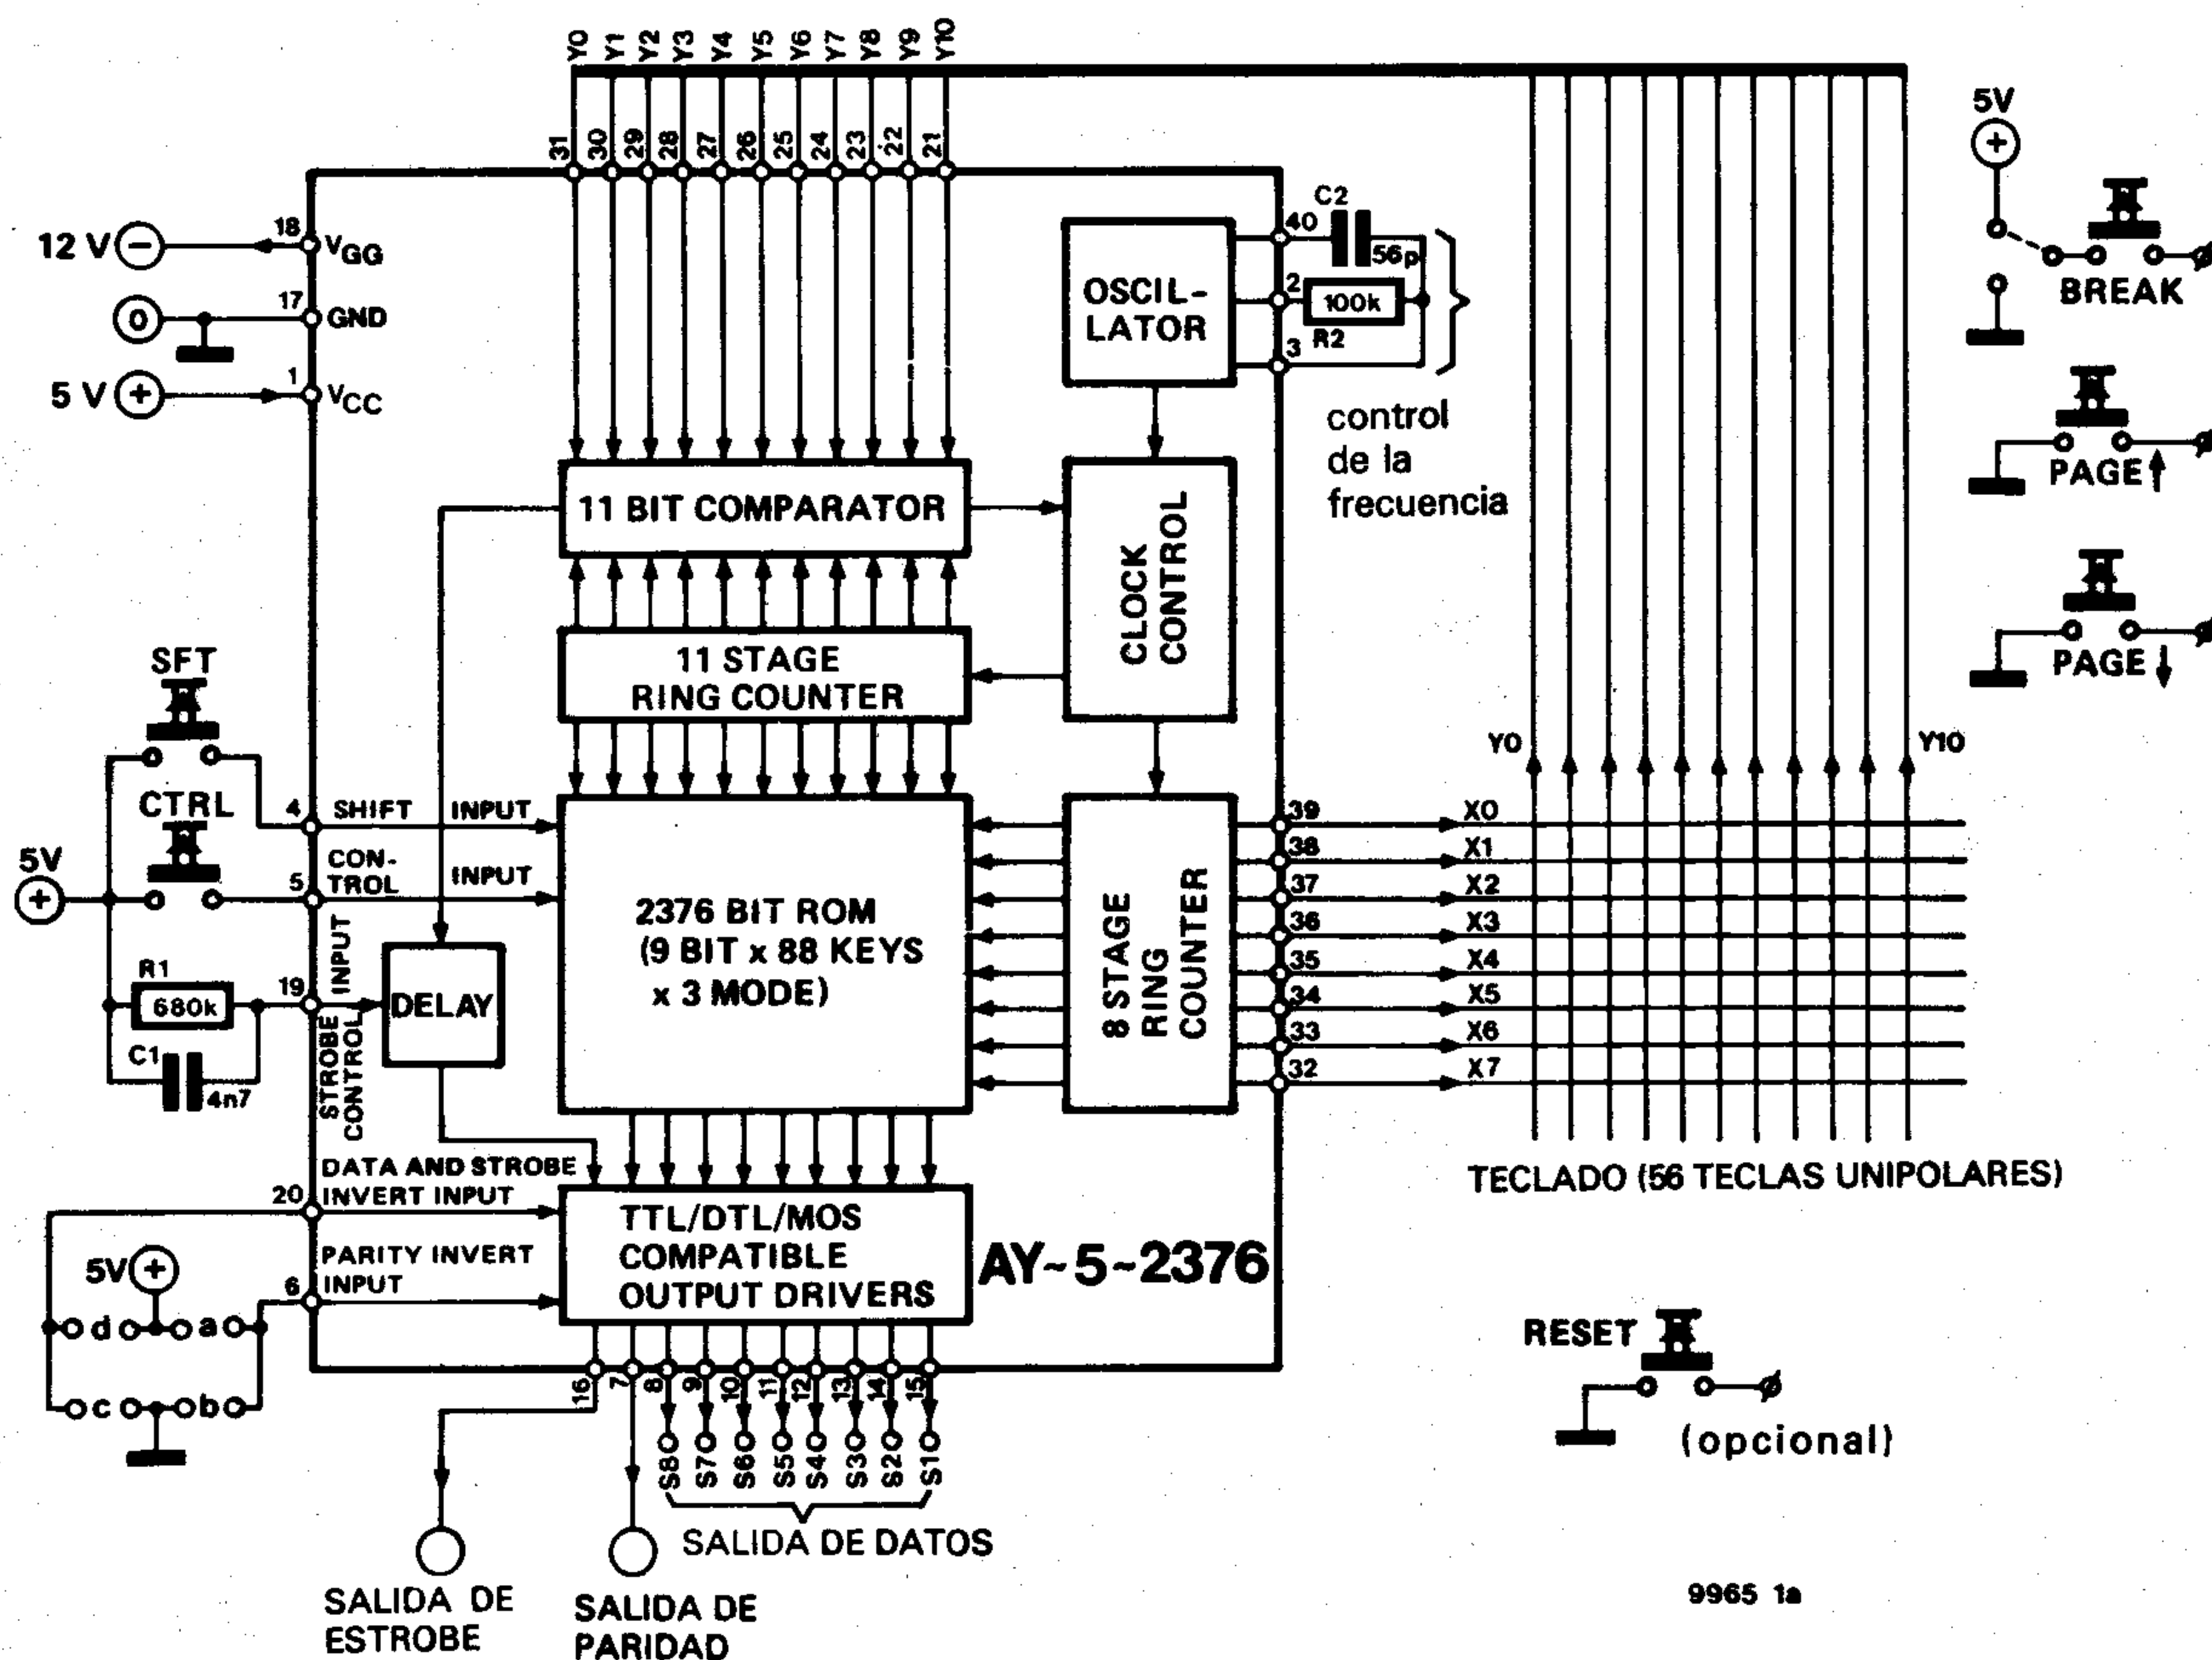 Y0 Y1 Y2 Y3 Y4 Y5 Y6 Y7 Y8 Y9 Y10
31 30 29 28 27 26 25 24 23 22 21
12 V −
18
VGG
0
17
GND
5 V +
1
VCC
OSCIL-
LATOR
40
C2
56p
2
100k
R2
3
control
de la
frecuencia
5V
+
BREAK
PAGE ↑
PAGE ↓
11 BIT COMPARATOR
CLOCK
CONTROL
11 STAGE
RING COUNTER
SFT
CTRL
4
SHIFT INPUT
5V
+
5
CON-
TROL
INPUT
R1
680k
C1
4n7
19
INPUT
STROBE
CONTROL
DELAY
2376 BIT ROM
(9 BIT x 88 KEYS
x 3 MODE)
8 STAGE
RING
COUNTER
Y0
Y10
39 X0
38 X1
37 X2
36 X3
35 X4
34 X5
33 X6
32 X7
TECLADO (56 TECLAS UNIPOLARES)
DATA AND STROBE
20 INVERT INPUT
PARITY INVERT
6 INPUT
5V +
d a
c b
TTL/DTL/MOS
COMPATIBLE
OUTPUT DRIVERS
AY-5-2376
16 7 8 9 10 11 12 13 14 15
S8 S7 S6 S5 S4 S3 S2 S1
SALIDA DE DATOS
SALIDA DE
ESTROBE
SALIDA DE
PARIDAD
RESET
(opcional)
9965 1a